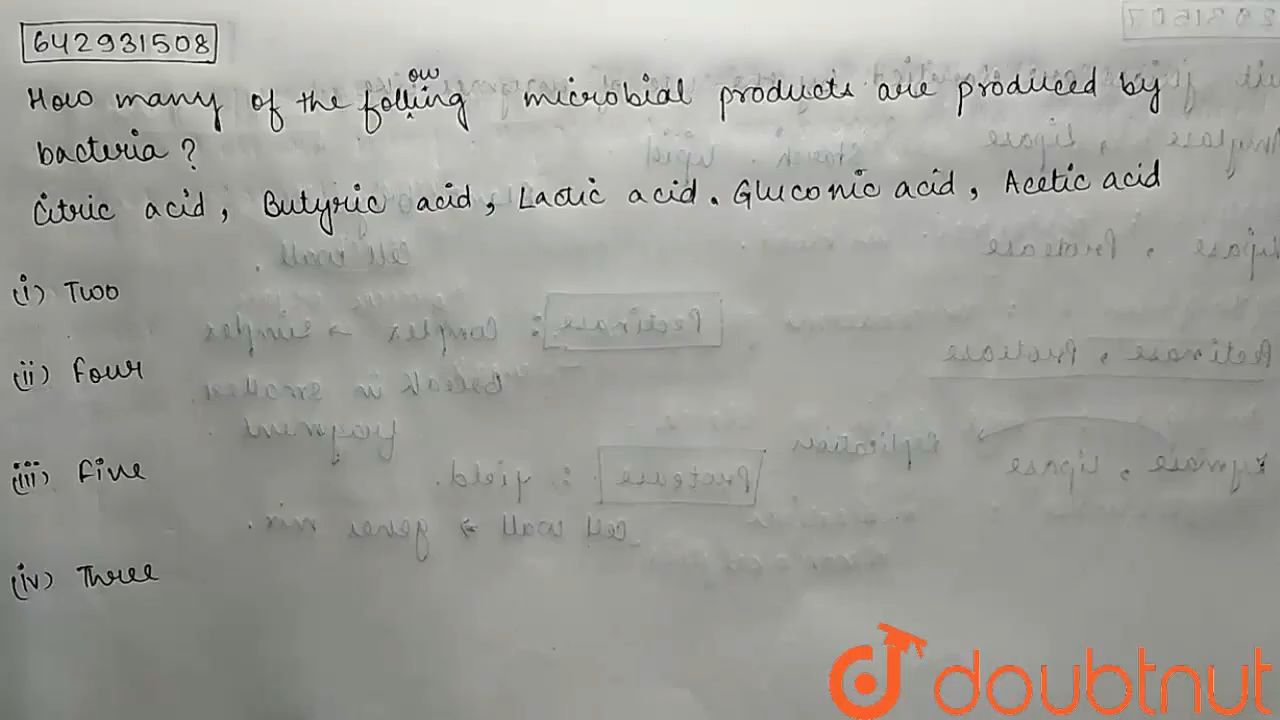 642931508
How many of the following microbial products are produced by
bacteria?
Citric acid, Butyric acid, Lactic acid. Gluconic acid, Acetic acid
(i) Two
(ii) Four
(iii) Five
(iv) Three
doubtnut